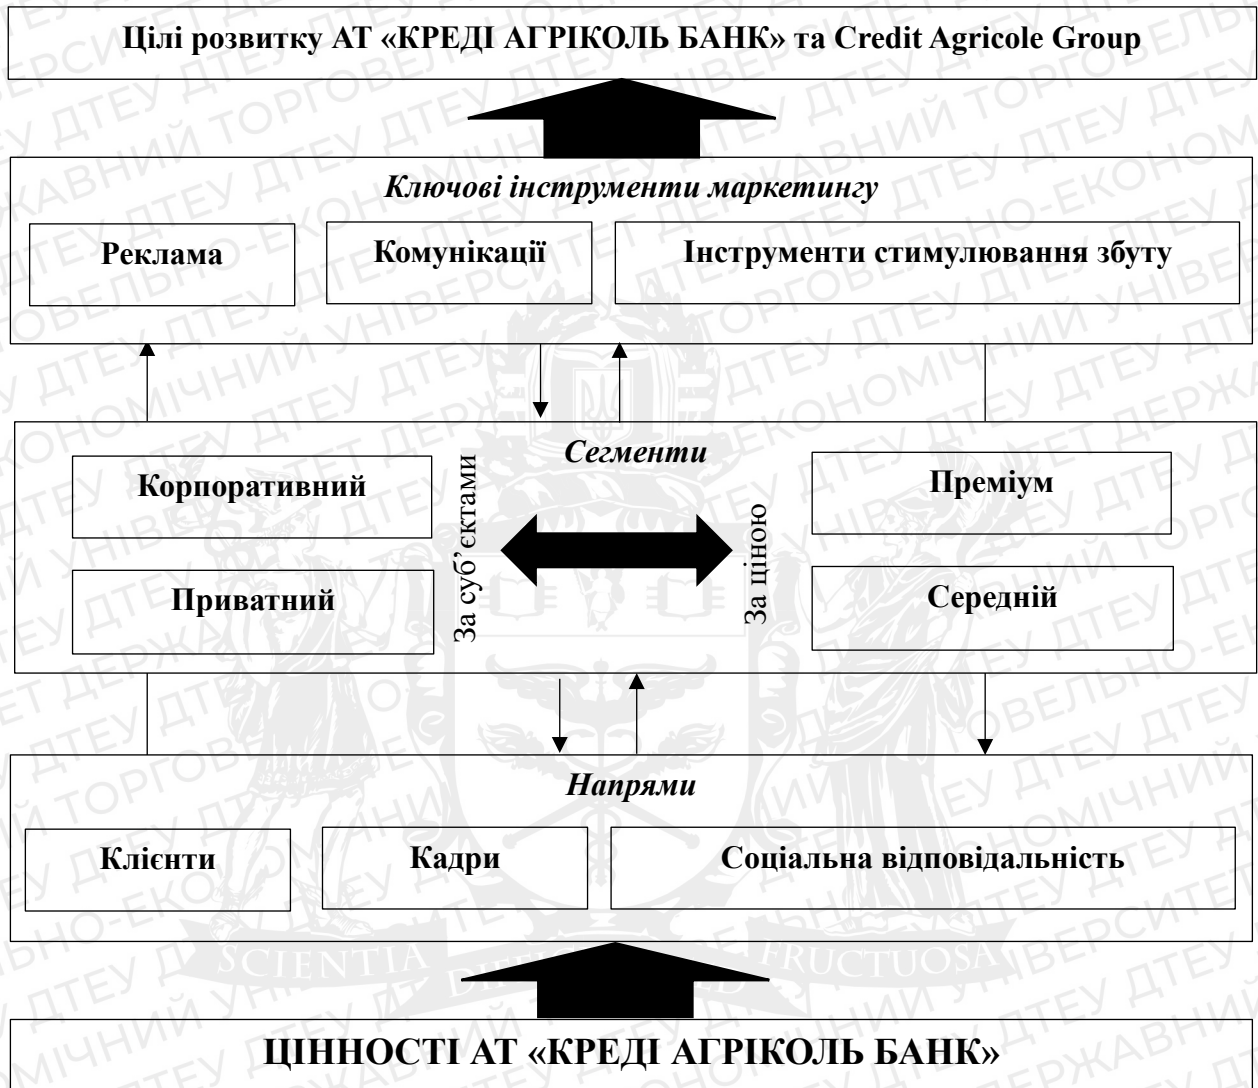 Цілі розвитку АТ «КРЕДІ АГРІКОЛЬ БАНК» та Credit Agricole Group
Ключові інструменти маркетингу
Реклама
Комунікації
Інструменти стимулювання збуту
Сегменти
Корпоративний
Приватний
За суб’єктами
За ціною
Преміум
Середній
Напрями
Клієнти
Кадри
Соціальна відповідальність
SCIENTIA
FRUCTUOSA
ЦІННОСТІ АТ «КРЕДІ АГРІКОЛЬ БАНК»